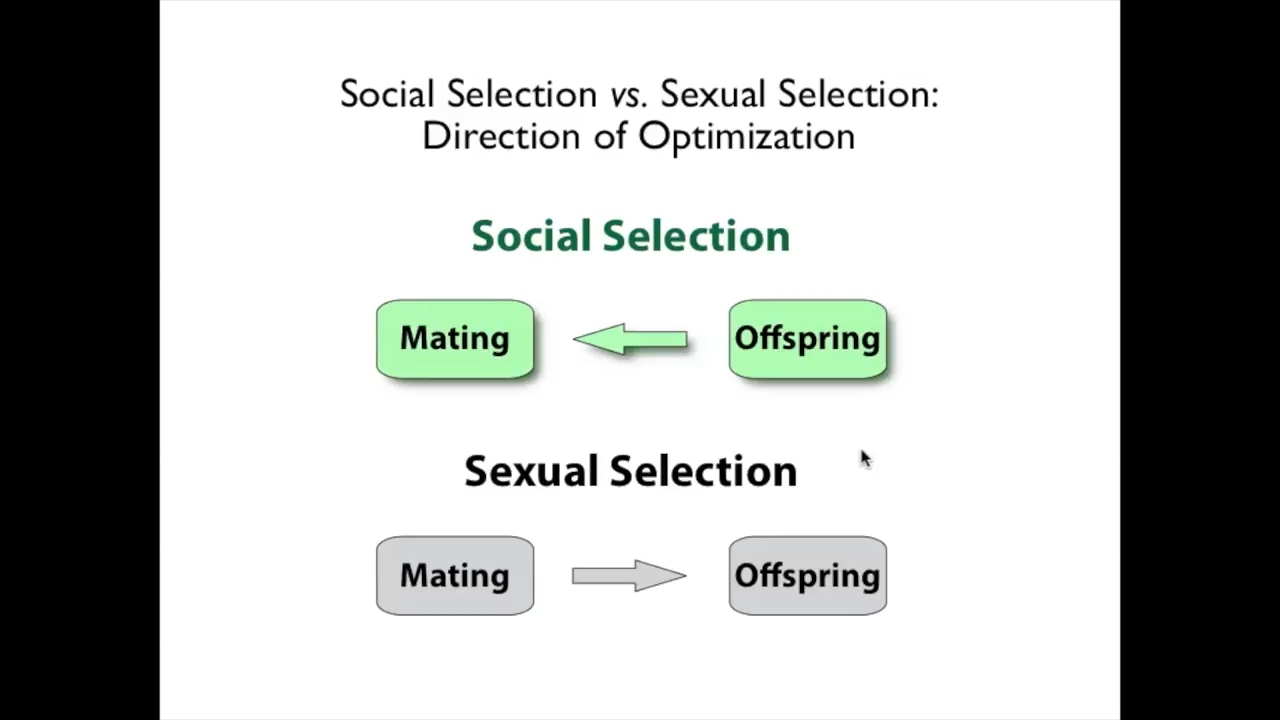 Social Selection vs. Sexual Selection:
Direction of Optimization
Social Selection
Mating
Offspring
Sexual Selection
Mating
Offspring